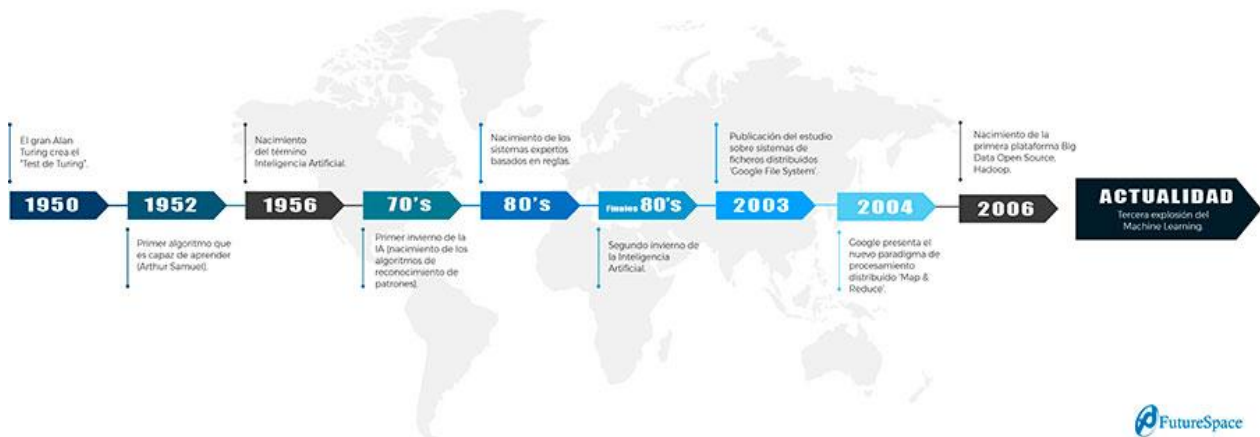 El gran Alan
Turing crea el
"Test de Turing".
1950
1952
Primer algoritmo que
es capaz de aprender
(Arthur Samuel).
Nacimiento
del término
Inteligencia Artificial.
1956
70's
Primer invierno de la
IA (nacimiento de los
algoritmos de
reconocimiento de
patrones).
Nacimiento de los
sistemas expertos
basados en reglas.
80's
Finales 80's
Segundo invierno de
la Inteligencia
Artificial.
Publicación del estudio
sobre sistemas de
ficheros distribuidos
'Google File System'.
2003
2004
Google presenta el
nuevo paradigma de
procesamiento
distribuido 'Map &
Reduce'.
Nacimiento de la
primera plataforma Big
Data Open Source,
Hadoop.
2006
ACTUALIDAD
Tercera explosión del
Machine Learning.
FutureSpace